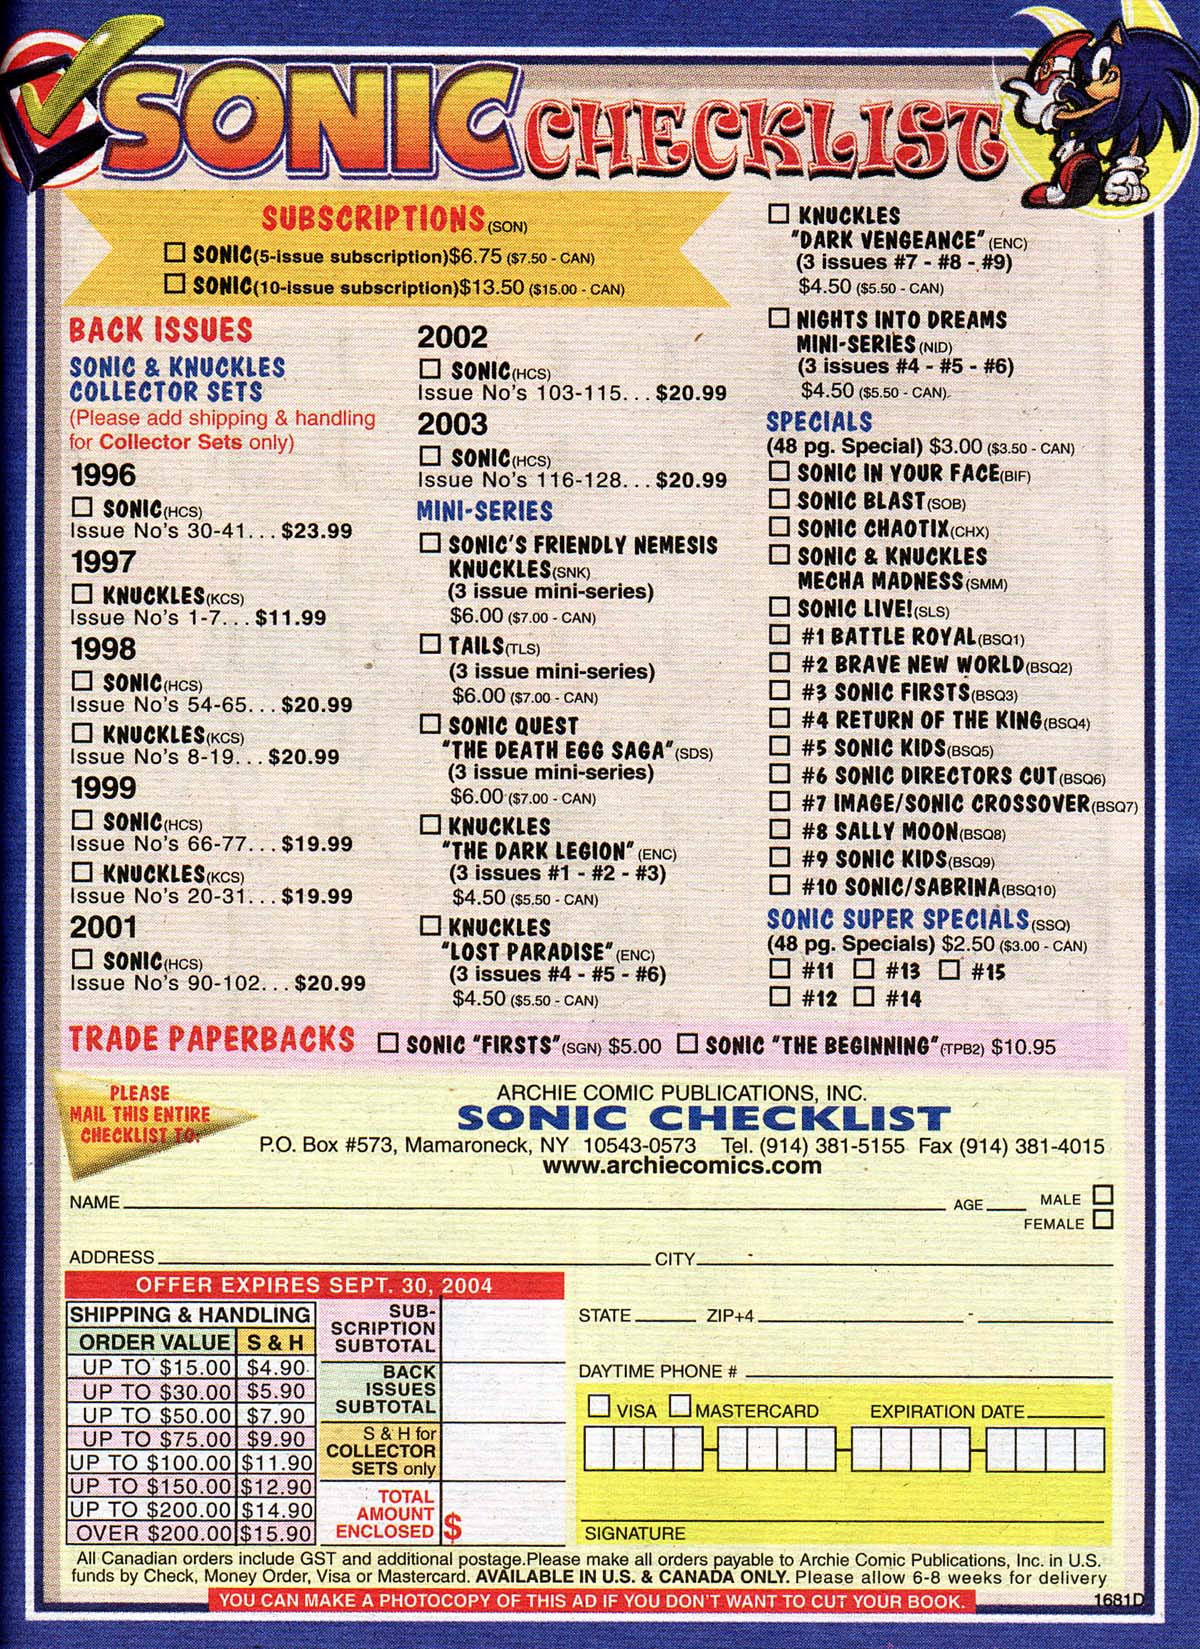 SONIC CHECKLIST
SUBSCRIPTIONS (SON)
SONIC (5-issue subscription) $6.75 ($7.50 - CAN)
SONIC (10-issue subscription) $13.50 ($15.00 - CAN)
BACK ISSUES
SONIC & KNUCKLES
COLLECTOR SETS
(Please add shipping & handling
for Collector Sets only)
1996
SONIC (HCS)
Issue No's 30-41... $23.99
1997
KNUCKLES (KCS)
Issue No's 1-7... $11.99
1998
SONIC (HCS)
Issue No's 54-65... $20.99
KNUCKLES (KCS)
Issue No's 8-19... $20.99
1999
SONIC (HCS)
Issue No's 66-77... $19.99
KNUCKLES (KCS)
Issue No's 20-31... $19.99
2001
SONIC (HCS)
Issue No's 90-102... $20.99
2002
SONIC (HCS)
Issue No's 103-115... $20.99
2003
SONIC (HCS)
Issue No's 116-128... $20.99
MINI-SERIES
SONIC'S FRIENDLY NEMESIS
KNUCKLES (SNK)
(3 issue mini-series)
$6.00 ($7.00 - CAN)
TAILS (TLS)
(3 issue mini-series)
$6.00 ($7.00 - CAN)
SONIC QUEST
"THE DEATH EGG SAGA" (SDS)
(3 issue mini-series)
$6.00 ($7.00 - CAN)
KNUCKLES
"THE DARK LEGION" (ENC)
(3 issues #1 - #2 - #3)
$4.50 ($5.50 - CAN)
KNUCKLES
"LOST PARADISE" (ENC)
(3 issues #4 - #5 - #6)
$4.50 ($5.50 - CAN)
KNUCKLES
"DARK VENGEANCE" (ENC)
(3 issues #7 - #8 - #9)
$4.50 ($5.50 - CAN)
NIGHTS INTO DREAMS
MINI-SERIES (NID)
(3 issues #4 - #5 - #6)
$4.50 ($5.50 - CAN)
SPECIALS
(48 pg. Special) $3.00 ($3.50 - CAN)
SONIC IN YOUR FACE (BIF)
SONIC BLAST (SOB)
SONIC CHAOTIX (CHX)
SONIC & KNUCKLES
MECHA MADNESS (SMM)
SONIC LIVE! (SLS)
#1 BATTLE ROYAL (BSQ1)
#2 BRAVE NEW WORLD (BSQ2)
#3 SONIC FIRSTS (BSQ3)
#4 RETURN OF THE KING (BSQ4)
#5 SONIC KIDS (BSQ5)
#6 SONIC DIRECTORS CUT (BSQ6)
#7 IMAGE/SONIC CROSSOVER (BSQ7)
#8 SALLY MOON (BSQ8)
#9 SONIC KIDS (BSQ9)
#10 SONIC/SABRINA (BSQ10)
SONIC SUPER SPECIALS (SSQ)
(48 pg. Specials) $2.50 ($3.00 - CAN)
#11 #13 #15
#12 #14
TRADE PAPERBACKS SONIC "FIRSTS" (SGN) $5.00 SONIC "THE BEGINNING" (TPB2) $10.95
PLEASE
MAIL THIS ENTIRE
CHECKLIST TO:
ARCHIE COMIC PUBLICATIONS, INC.
SONIC CHECKLIST
P.O. Box #573, Mamaroneck, NY 10543-0573 Tel. (914) 381-5155 Fax (914) 381-4015
www.archiecomics.com
NAME AGE MALE
FEMALE
ADDRESS CITY
OFFER EXPIRES SEPT. 30, 2004
SHIPPING & HANDLING
ORDER VALUE S & H
UP TO $15.00 $4.90
UP TO $30.00 $5.90
UP TO $50.00 $7.90
UP TO $75.00 $9.90
UP TO $100.00 $11.90
UP TO $150.00 $12.90
UP TO $200.00 $14.90
OVER $200.00 $15.90
SUB-
SCRIPTION
SUBTOTAL
BACK
ISSUES
SUBTOTAL
S & H for
COLLECTOR
SETS only
TOTAL
AMOUNT
ENCLOSED $
STATE ZIP+4 -
DAYTIME PHONE #
VISA MASTERCARD EXPIRATION DATE
SIGNATURE
All Canadian orders include GST and additional postage.Please make all orders payable to Archie Comic Publications, Inc. in U.S.
funds by Check, Money Order, Visa or Mastercard. AVAILABLE IN U.S. & CANADA ONLY. Please allow 6-8 weeks for delivery
YOU CAN MAKE A PHOTOCOPY OF THIS AD IF YOU DON'T WANT TO CUT YOUR BOOK.
1681D